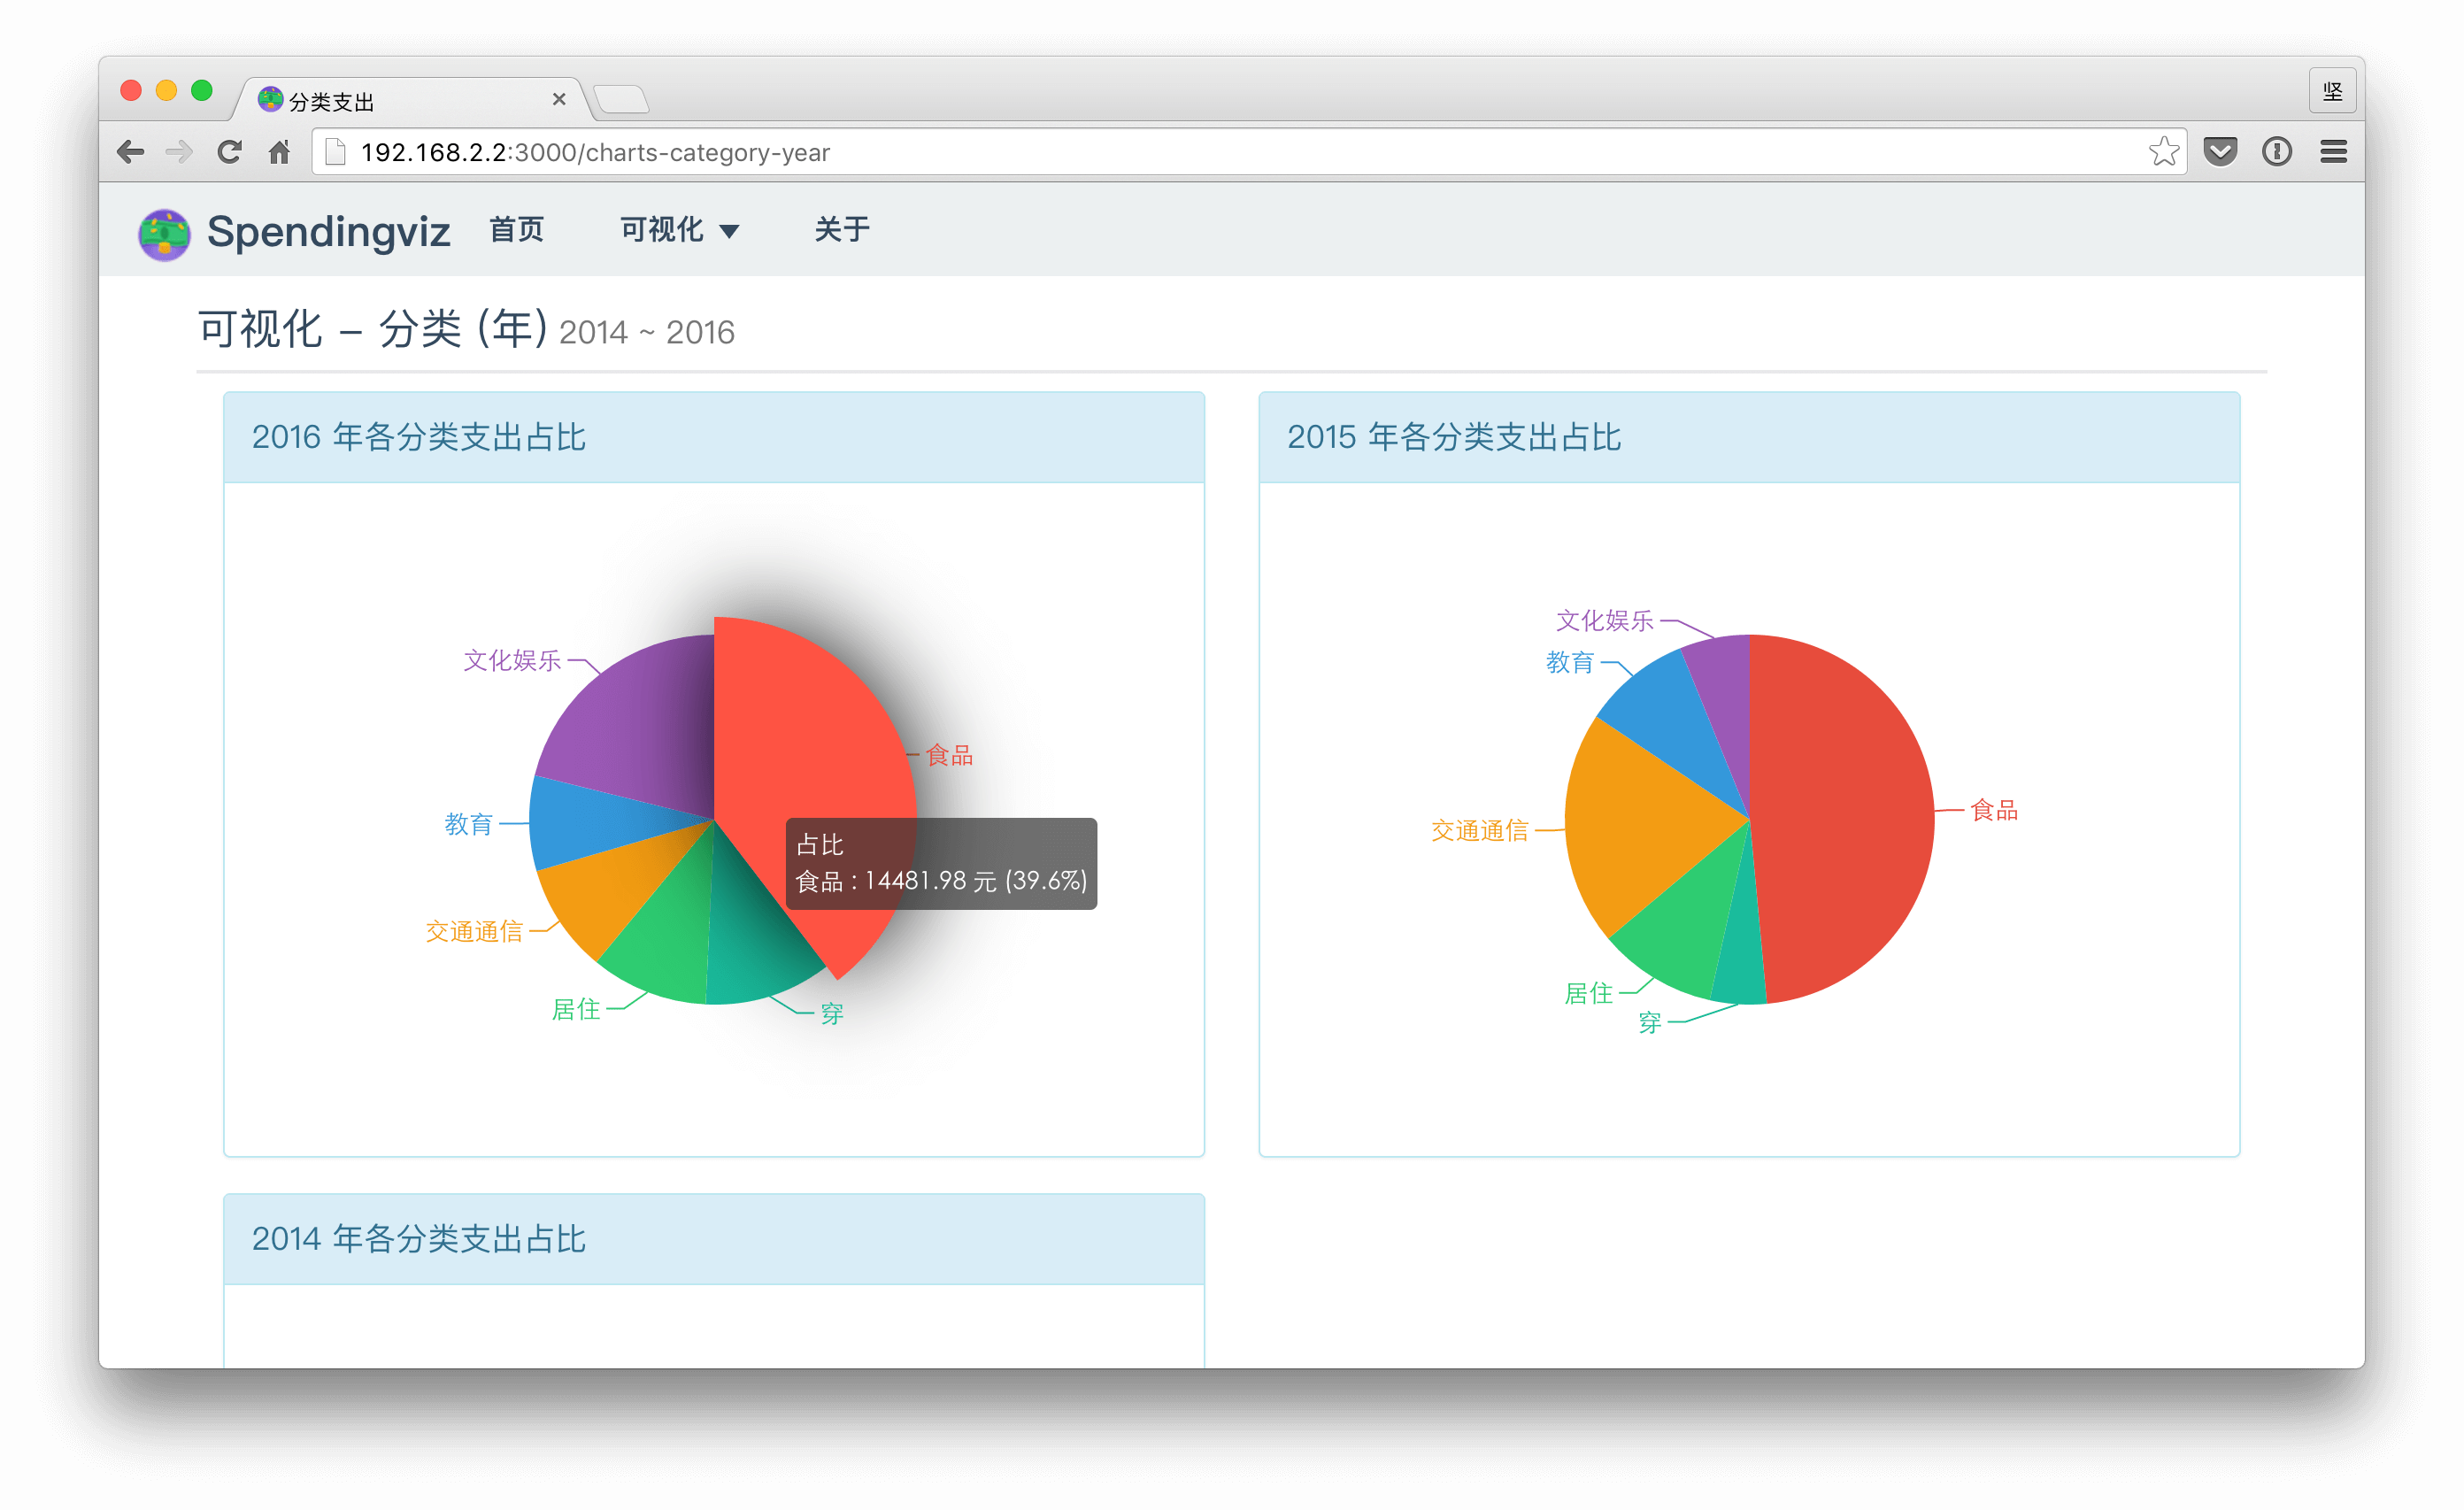 分类支出
坚
192.168.2.2:3000/charts-category-year
Spendingviz 首页 可视化 关于
可视化 – 分类 (年) 2014 ~ 2016
2016 年各分类支出占比
文化娱乐
食品
教育
占比
食品 : 14481.98 元 (39.6%)
交通通信
居住
穿
2015 年各分类支出占比
文化娱乐
教育
食品
交通通信
居住
穿
2014 年各分类支出占比